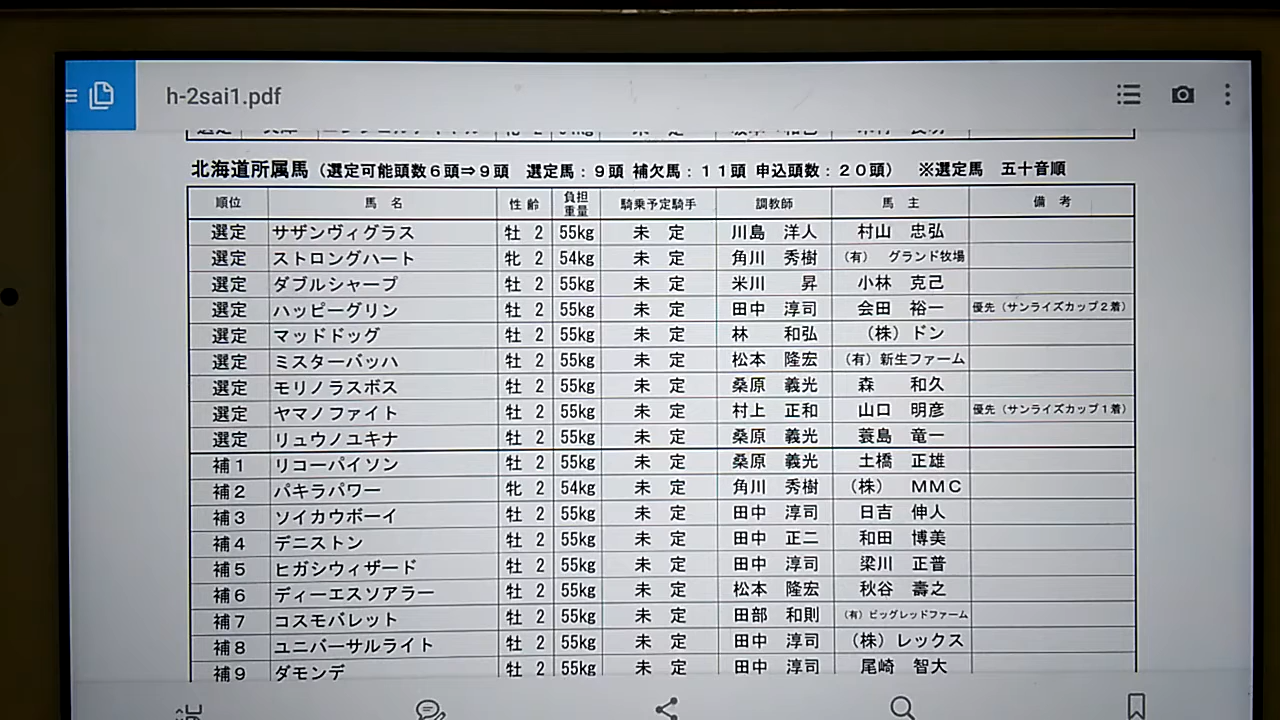 h-2sai1.pdf
北海道所属馬（選定可能頭数６頭⇒９頭　選定馬：９頭 補欠馬：１１頭 申込頭数：２０頭）　※選定馬　五十音順
順位 馬 名 性 齢 負担重量 騎乗予定騎手 調教師 馬 主 備 考
選定 サザンヴィグラス 牡 2 55kg 未 定 川島 洋人 村山 忠弘
選定 ストロングハート 牝 2 54kg 未 定 角川 秀樹 （有） グランド牧場
選定 ダブルシャープ 牡 2 55kg 未 定 米川 昇 小林 克己
選定 ハッピーグリン 牡 2 55kg 未 定 田中 淳司 会田 裕一 優先（サンライズカップ２着）
選定 マッドドッグ 牡 2 55kg 未 定 林 和弘 （株）ドン
選定 ミスターバッハ 牡 2 55kg 未 定 松本 隆宏 （有）新生ファーム
選定 モリノラスボス 牡 2 55kg 未 定 桑原 義光 森 和久
選定 ヤマノファイト 牡 2 55kg 未 定 村上 正和 山口 明彦 優先（サンライズカップ１着）
選定 リュウノユキナ 牡 2 55kg 未 定 桑原 義光 蓑島 竜一
補１ リコーパイソン 牡 2 55kg 未 定 桑原 義光 土橋 正雄
補２ パキラパワー 牝 2 54kg 未 定 角川 秀樹 （株） ＭＭＣ
補３ ソイカウボーイ 牡 2 55kg 未 定 田中 淳司 日吉 伸人
補４ デニストン 牡 2 55kg 未 定 田中 正二 和田 博美
補５ ヒガシウィザード 牡 2 55kg 未 定 田中 淳司 梁川 正普
補６ ディーエスソアラー 牡 2 55kg 未 定 松本 隆宏 秋谷 壽之
補７ コスモバレット 牡 2 55kg 未 定 田部 和則 （有）ビッグレッドファーム
補８ ユニバーサルライト 牡 2 55kg 未 定 田中 淳司 （株）レックス
補９ ダモンデ 牡 2 55kg 未 定 田中 淳司 尾崎 智大